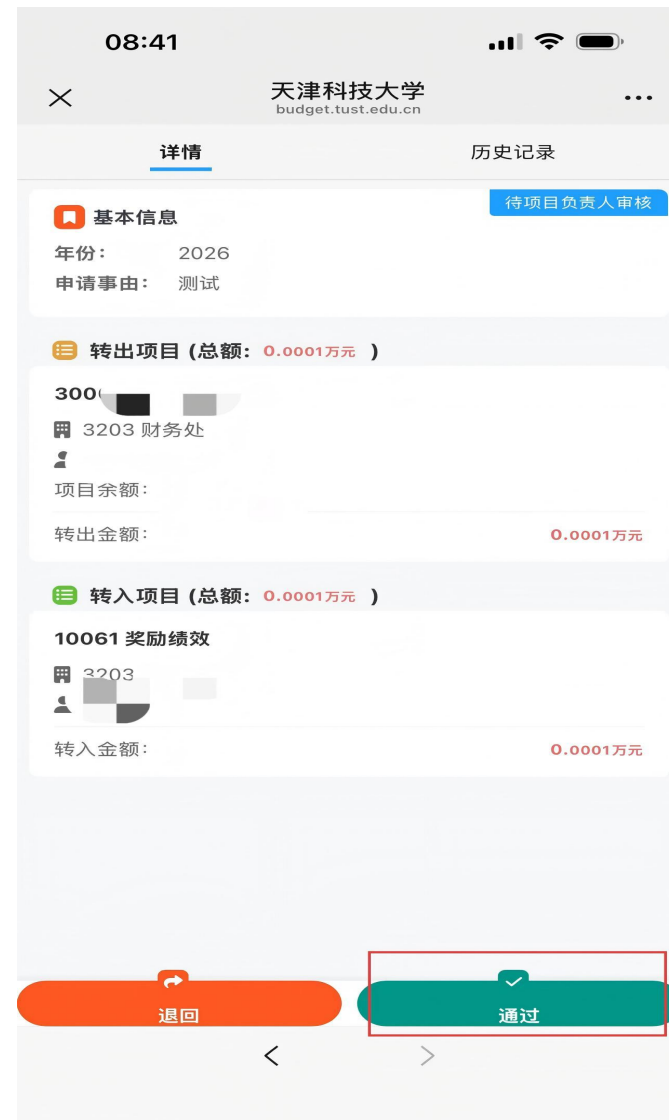 08:41
天津科技大学
budget.tust.edu.cn
详情 历史记录
待项目负责人审核
基本信息
年份: 2026
申请事由: 测试
转出项目 (总额: 0.0001万元 )
300
3203 财务处
项目余额:
转出金额: 0.0001万元
转入项目 (总额: 0.0001万元 )
10061 奖励绩效
3203
转入金额: 0.0001万元
退回 通过